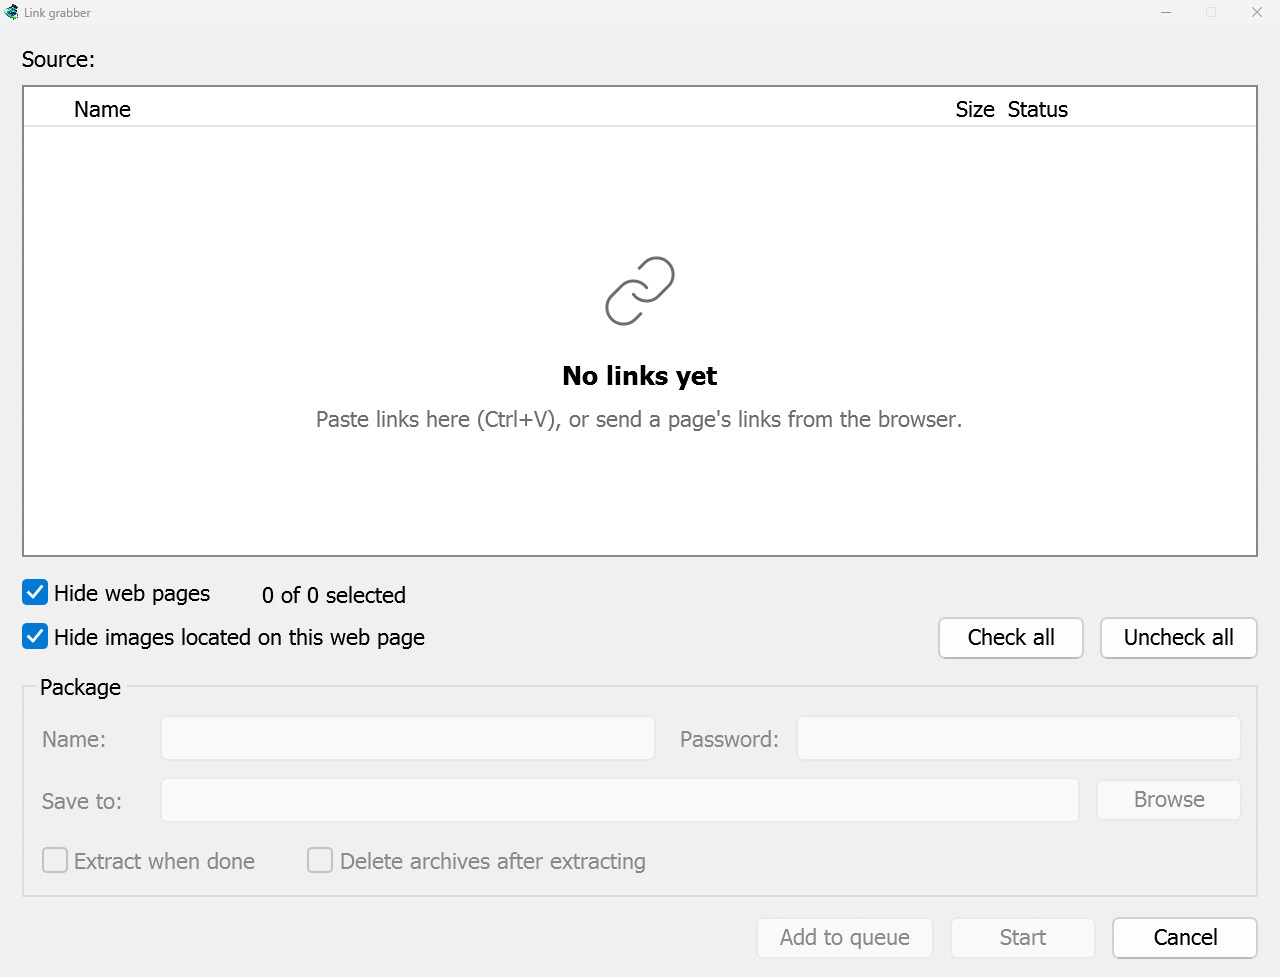 Link grabber
Source:
Name Size Status
No links yet
Paste links here (Ctrl+V), or send a page's links from the browser.
Hide web pages 0 of 0 selected
Hide images located on this web page Check all Uncheck all
Package
Name: Password:
Save to: Browse
Extract when done Delete archives after extracting
Add to queue Start Cancel